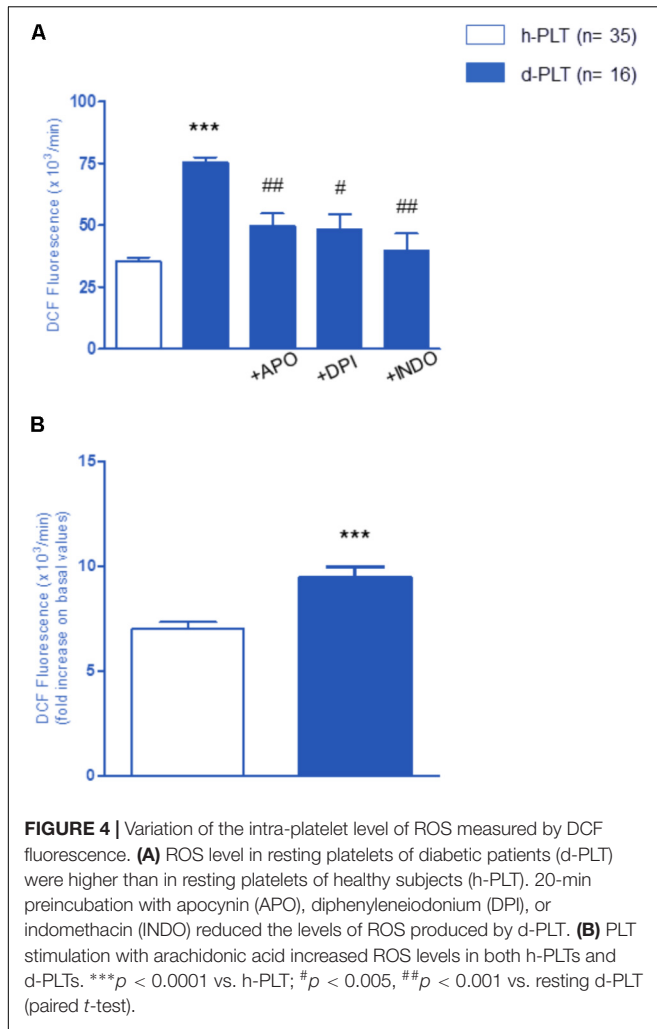 A
h-PLT (n= 35)
d-PLT (n= 16)
DCF Fluorescence (x 10³/min)
100
75
50
25
0
***
##
#
##
+APO
+DPI
+INDO
B
DCF Fluorescence (x 10³/min)
(fold increase on basal values)
15
10
5
0
***
FIGURE 4 | Variation of the intra-platelet level of ROS measured by DCF
fluorescence. (A) ROS level in resting platelets of diabetic patients (d-PLT)
were higher than in resting platelets of healthy subjects (h-PLT). 20-min
preincubation with apocynin (APO), diphenyleneiodonium (DPI), or
indomethacin (INDO) reduced the levels of ROS produced by d-PLT. (B) PLT
stimulation with arachidonic acid increased ROS levels in both h-PLTs and
d-PLTs. ***p < 0.0001 vs. h-PLT; #p < 0.005, ##p < 0.001 vs. resting d-PLT
(paired t-test).